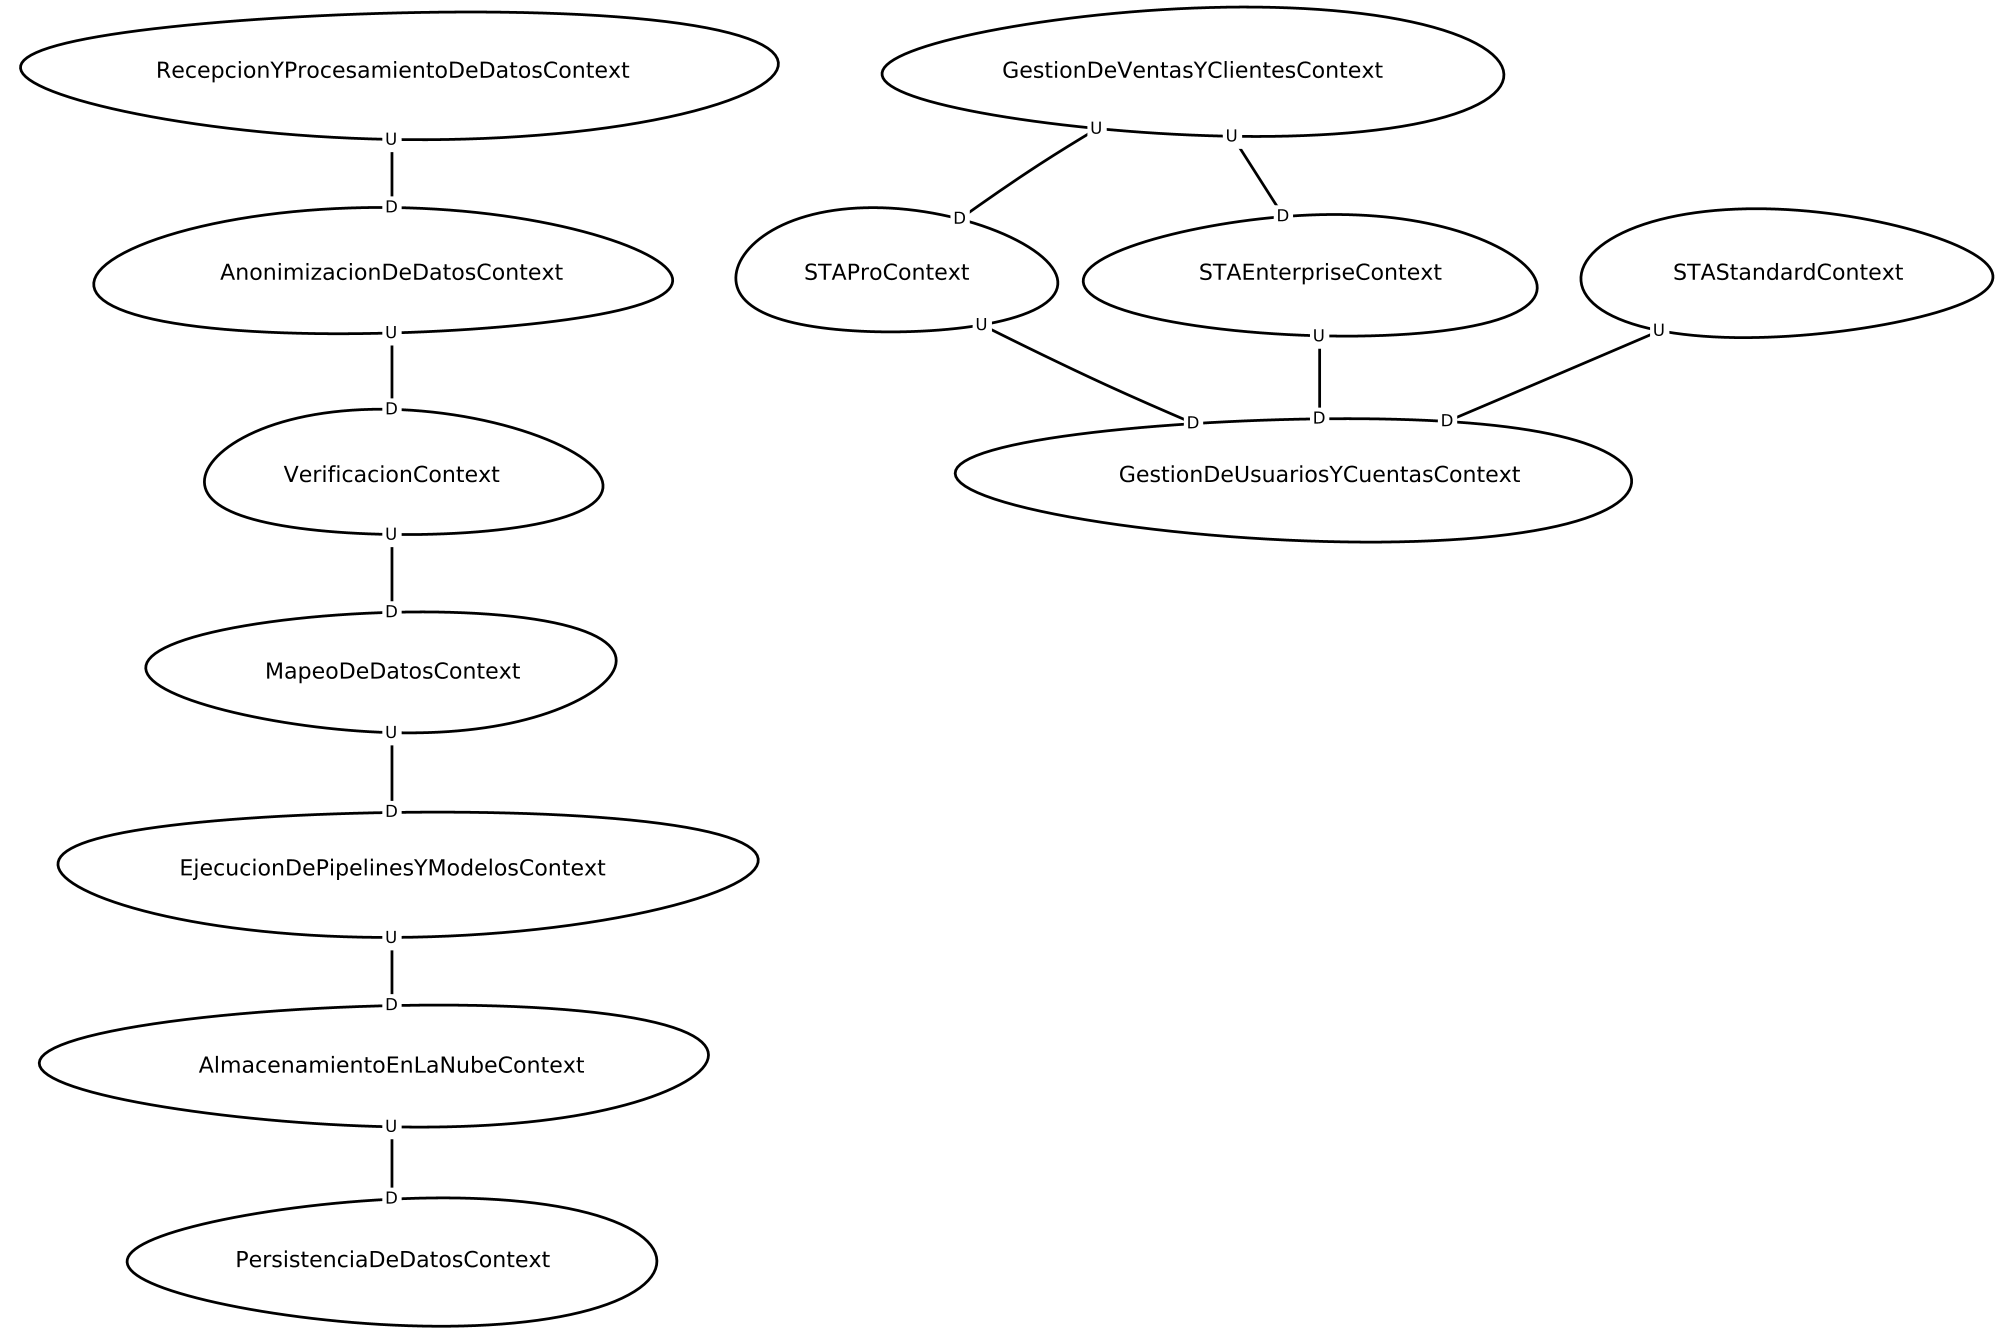 RecepcionYProcesamientoDeDatosContext
U
D
AnonimizacionDeDatosContext
U
D
VerificacionContext
U
D
MapeoDeDatosContext
U
D
EjecucionDePipelinesYModelosContext
U
D
AlmacenamientoEnLaNubeContext
U
D
PersistenciaDeDatosContext
GestionDeVentasYClientesContext
U U
D D
STAProContext STAEnterpriseContext STAStandardContext
U U U
D D D
GestionDeUsuariosYCuentasContext